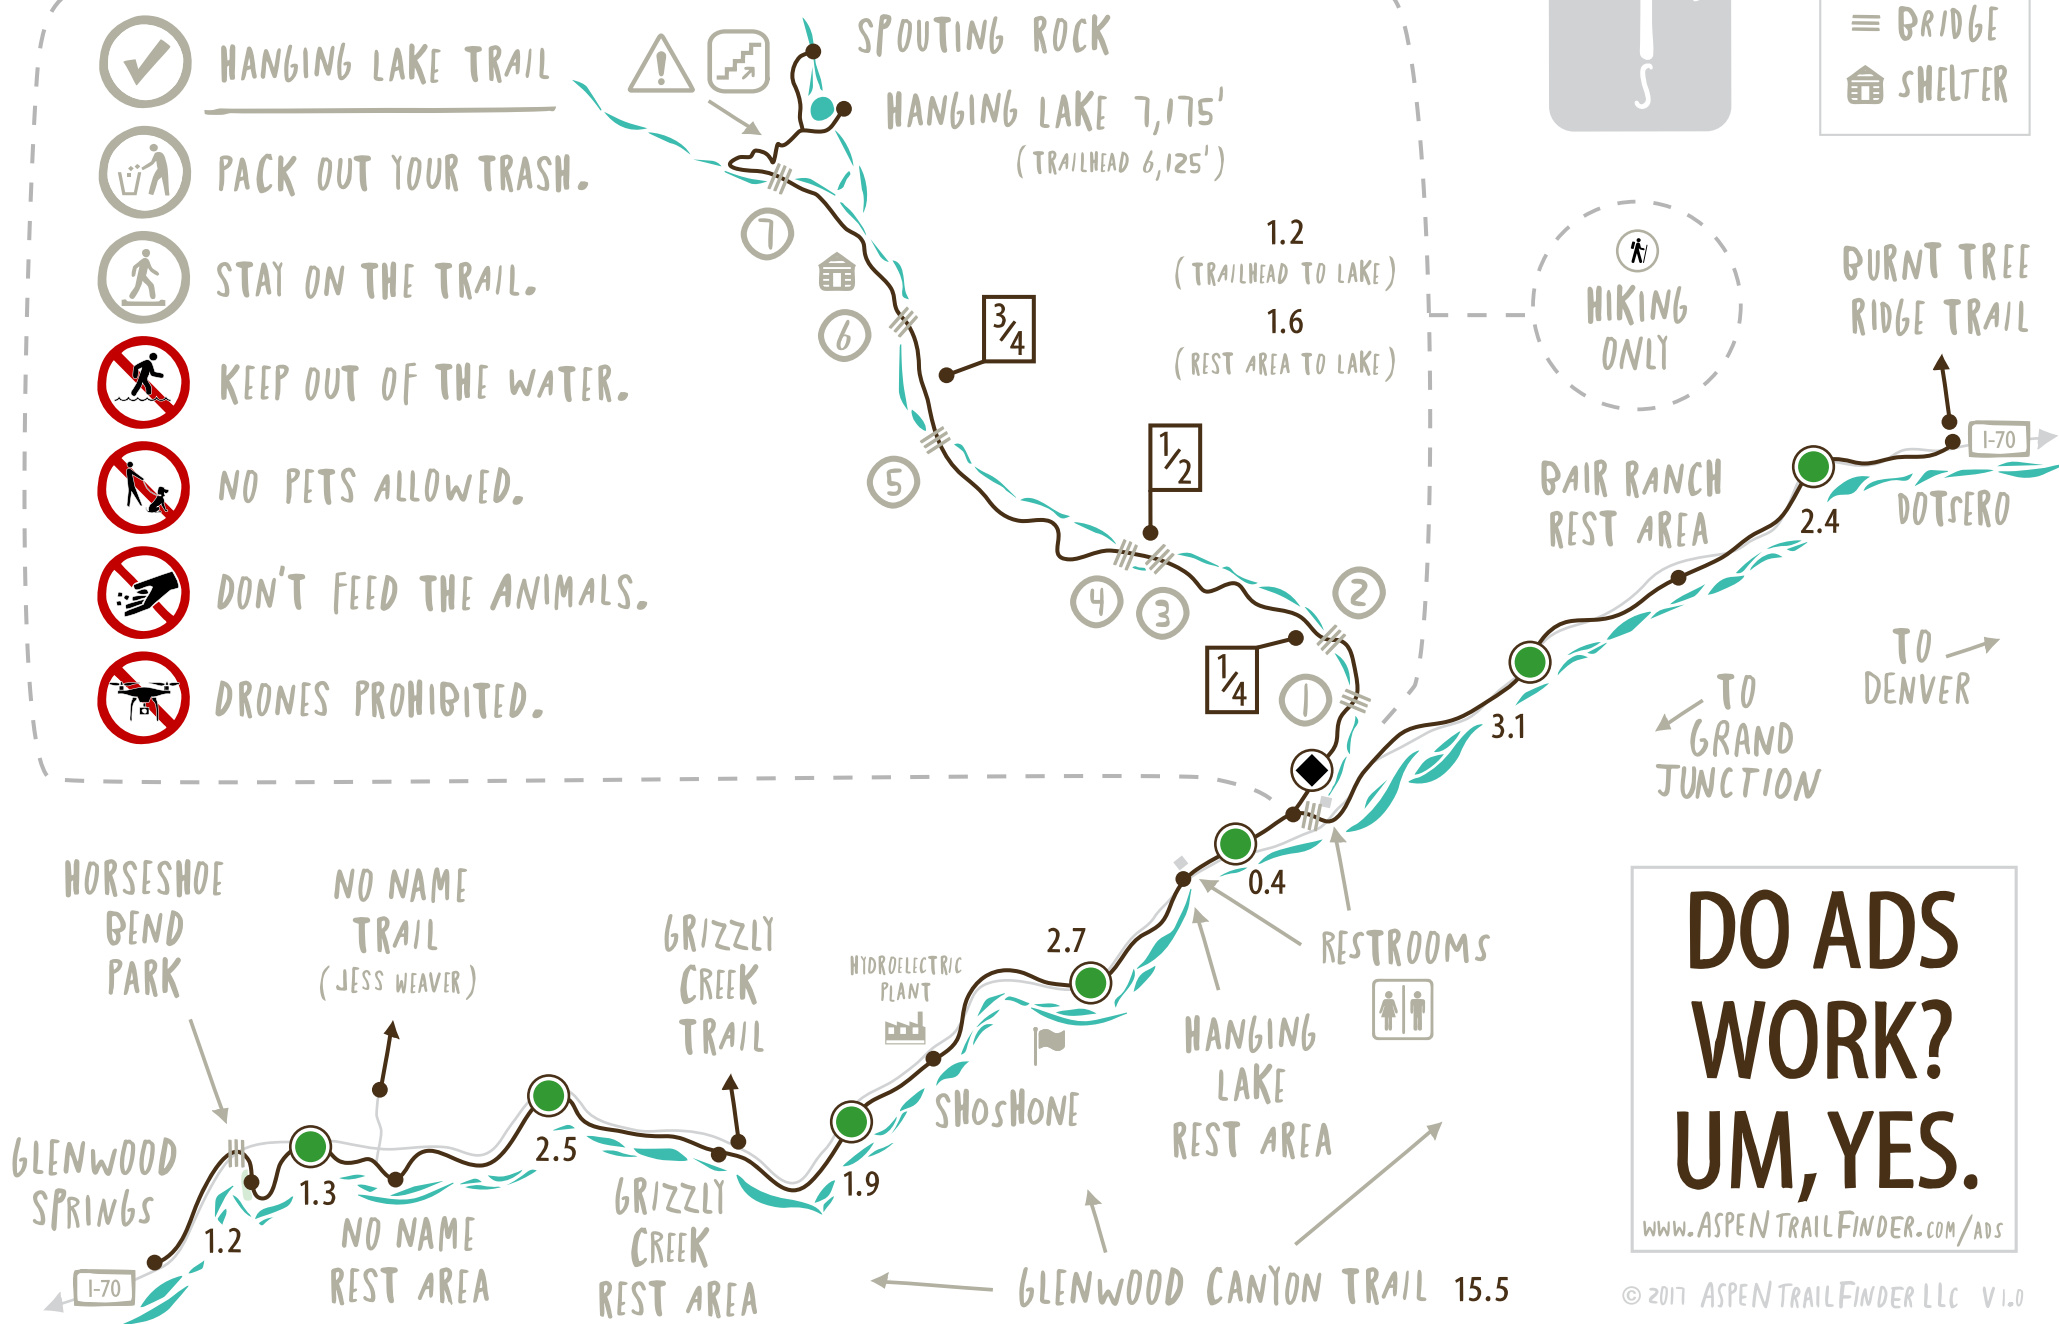 HANGING LAKE TRAIL
PACK OUT YOUR TRASH.
STAY ON THE TRAIL.
KEEP OUT OF THE WATER.
NO PETS ALLOWED.
DON'T FEED THE ANIMALS.
DRONES PROHIBITED.
SPOUTING ROCK
HANGING LAKE 7,175'
(TRAILHEAD 6,125')
1.2
(TRAILHEAD TO LAKE)
1.6
(REST AREA TO LAKE)
7
6
3/4
5
1/2
4
3
2
1/4
1
BRIDGE
SHELTER
HIKING
ONLY
BURNT TREE
RIDGE TRAIL
I-70
BAIR RANCH
REST AREA
2.4
DOTSERO
TO
DENVER
TO
GRAND
JUNCTION
3.1
0.4
RESTROOMS
2.7
HANGING
LAKE
REST AREA
HYDROELECTRIC
PLANT
SHOSHONE
GRIZZLY
CREEK
TRAIL
1.9
GRIZZLY
CREEK
REST AREA
2.5
NO NAME
TRAIL
(JESS WEAVER)
NO NAME
REST AREA
1.3
HORSESHOE
BEND
PARK
GLENWOOD
SPRINGS
1.2
I-70
GLENWOOD CANYON TRAIL 15.5
DO ADS
WORK?
UM, YES.
WWW.ASPENTRAILFINDER.COM/ADS
© 2017 ASPENTRAILFINDER LLC V 1.0